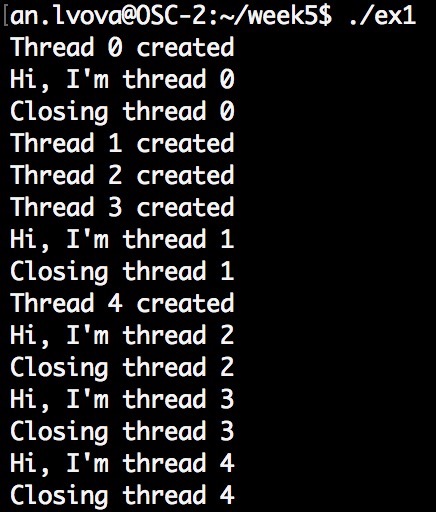 [an.lvova@OSC-2:~/week5$ ./ex1
Thread 0 created
Hi, I'm thread 0
Closing thread 0
Thread 1 created
Thread 2 created
Thread 3 created
Hi, I'm thread 1
Closing thread 1
Thread 4 created
Hi, I'm thread 2
Closing thread 2
Hi, I'm thread 3
Closing thread 3
Hi, I'm thread 4
Closing thread 4